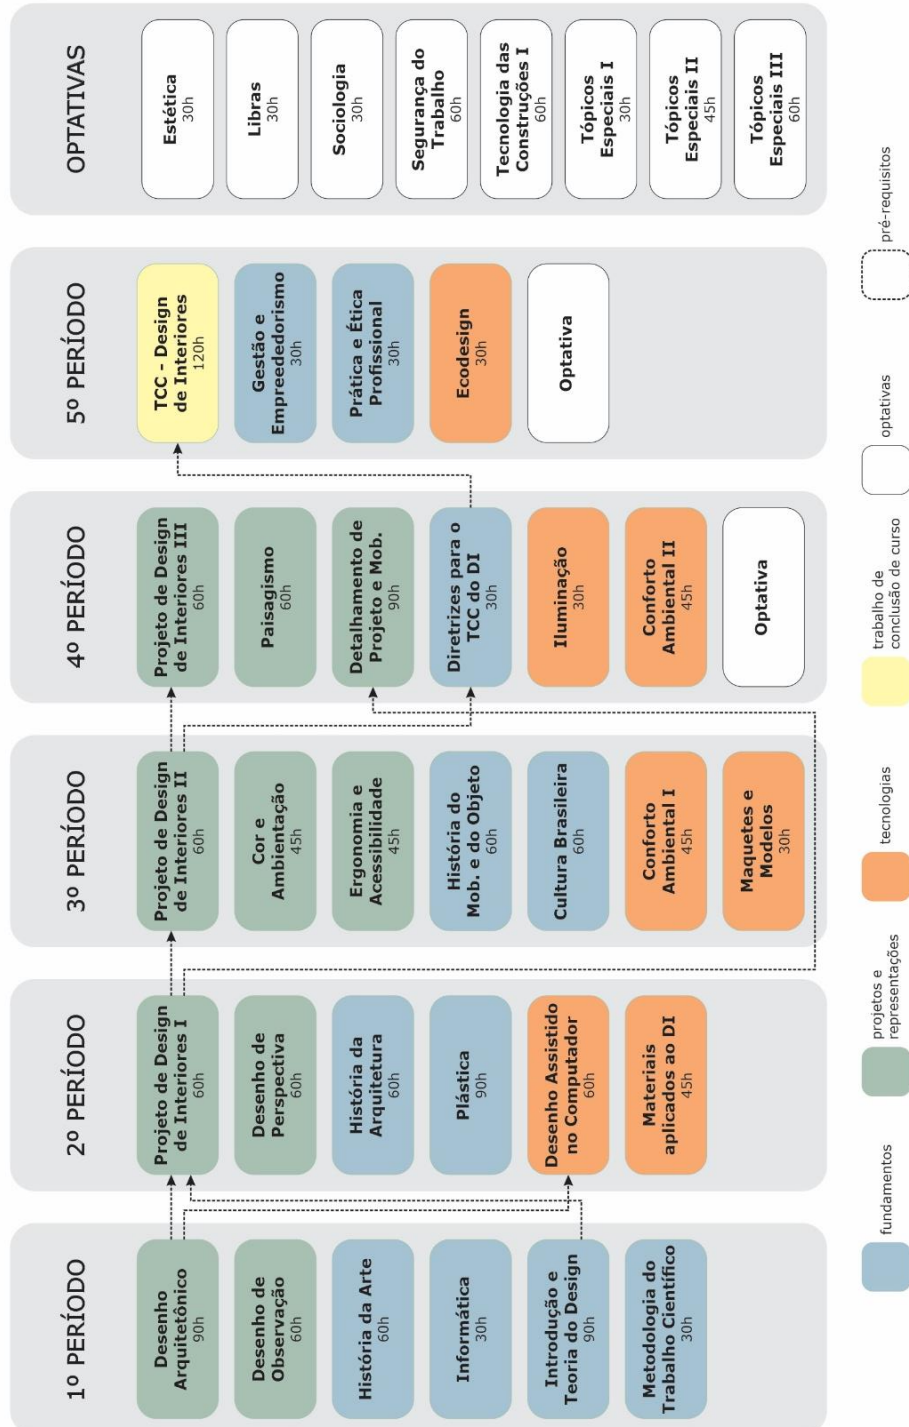 1º PERÍODO
Desenho
Arquitetônico
90h
Desenho de
Observação
60h
História da Arte
60h
Informática
30h
Introdução e
Teoria do Design
90h
Metodologia do
Trabalho Científico
30h
2º PERÍODO
Projeto de Design
de Interiores I
60h
Desenho de
Perspectiva
60h
História da
Arquitetura
60h
Plástica
90h
Desenho Assistido
no Computador
60h
Materiais
aplicados ao DI
45h
3º PERÍODO
Projeto de Design
de Interiores II
60h
Cor e
Ambientação
45h
Ergonomia e
Acessibilidade
45h
História do
Mob. e do Objeto
60h
Cultura Brasileira
60h
Conforto
Ambiental I
45h
Maquetes e
Modelos
30h
4º PERÍODO
Projeto de Design
de Interiores III
60h
Paisagismo
60h
Detalhamento de
Projeto e Mob.
90h
Diretrizes para o
TCC do DI
30h
Iluminação
30h
Conforto
Ambiental II
45h
Optativa
5º PERÍODO
TCC - Design
de Interiores
120h
Gestão e
Empreededorismo
30h
Prática e Ética
Profissional
30h
Ecodesign
30h
Optativa
OPTATIVAS
Estética
30h
Libras
30h
Sociologia
30h
Segurança do
Trabalho
60h
Tecnologia das
Construções I
60h
Tópicos
Especiais I
30h
Tópicos
Especiais II
45h
Tópicos
Especiais III
60h
fundamentos
projetos e
representações
tecnologias
trabalho de
conclusão de curso
optativas
pré-requisitos